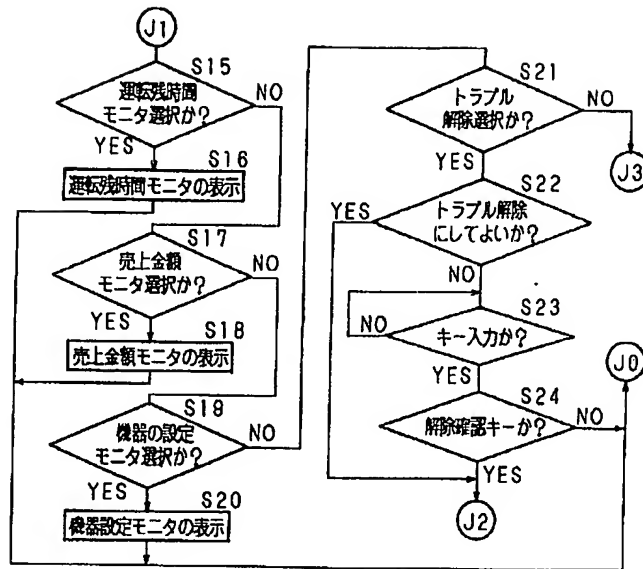 J1
S15
運転残時間
モニタ選択か?
NO
YES
S16
運転残時間モニタの表示
S17
売上金額
モニタ選択か?
NO
YES
S18
売上金額モニタの表示
S19
機器の設定
モニタ選択か?
NO
YES
S20
機器設定モニタの表示
S21
トラブル
解除選択か?
NO
J3
YES
S22
YES
トラブル解除
にしてよいか?
NO
S23
NO
キー入力か?
YES
J0
S24
解除確認キーか?
NO
YES
J2